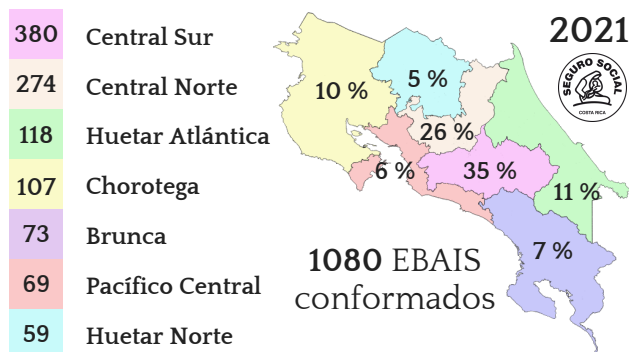 380 Central Sur
274 Central Norte
118 Huetar Atlántica
107 Chorotega
73 Brunca
69 Pacífico Central
59 Huetar Norte
2021
SEGURO SOCIAL
COSTA RICA
5 %
10 %
26 %
6 %
35 %
11 %
7 %
1080 EBAIS
conformados